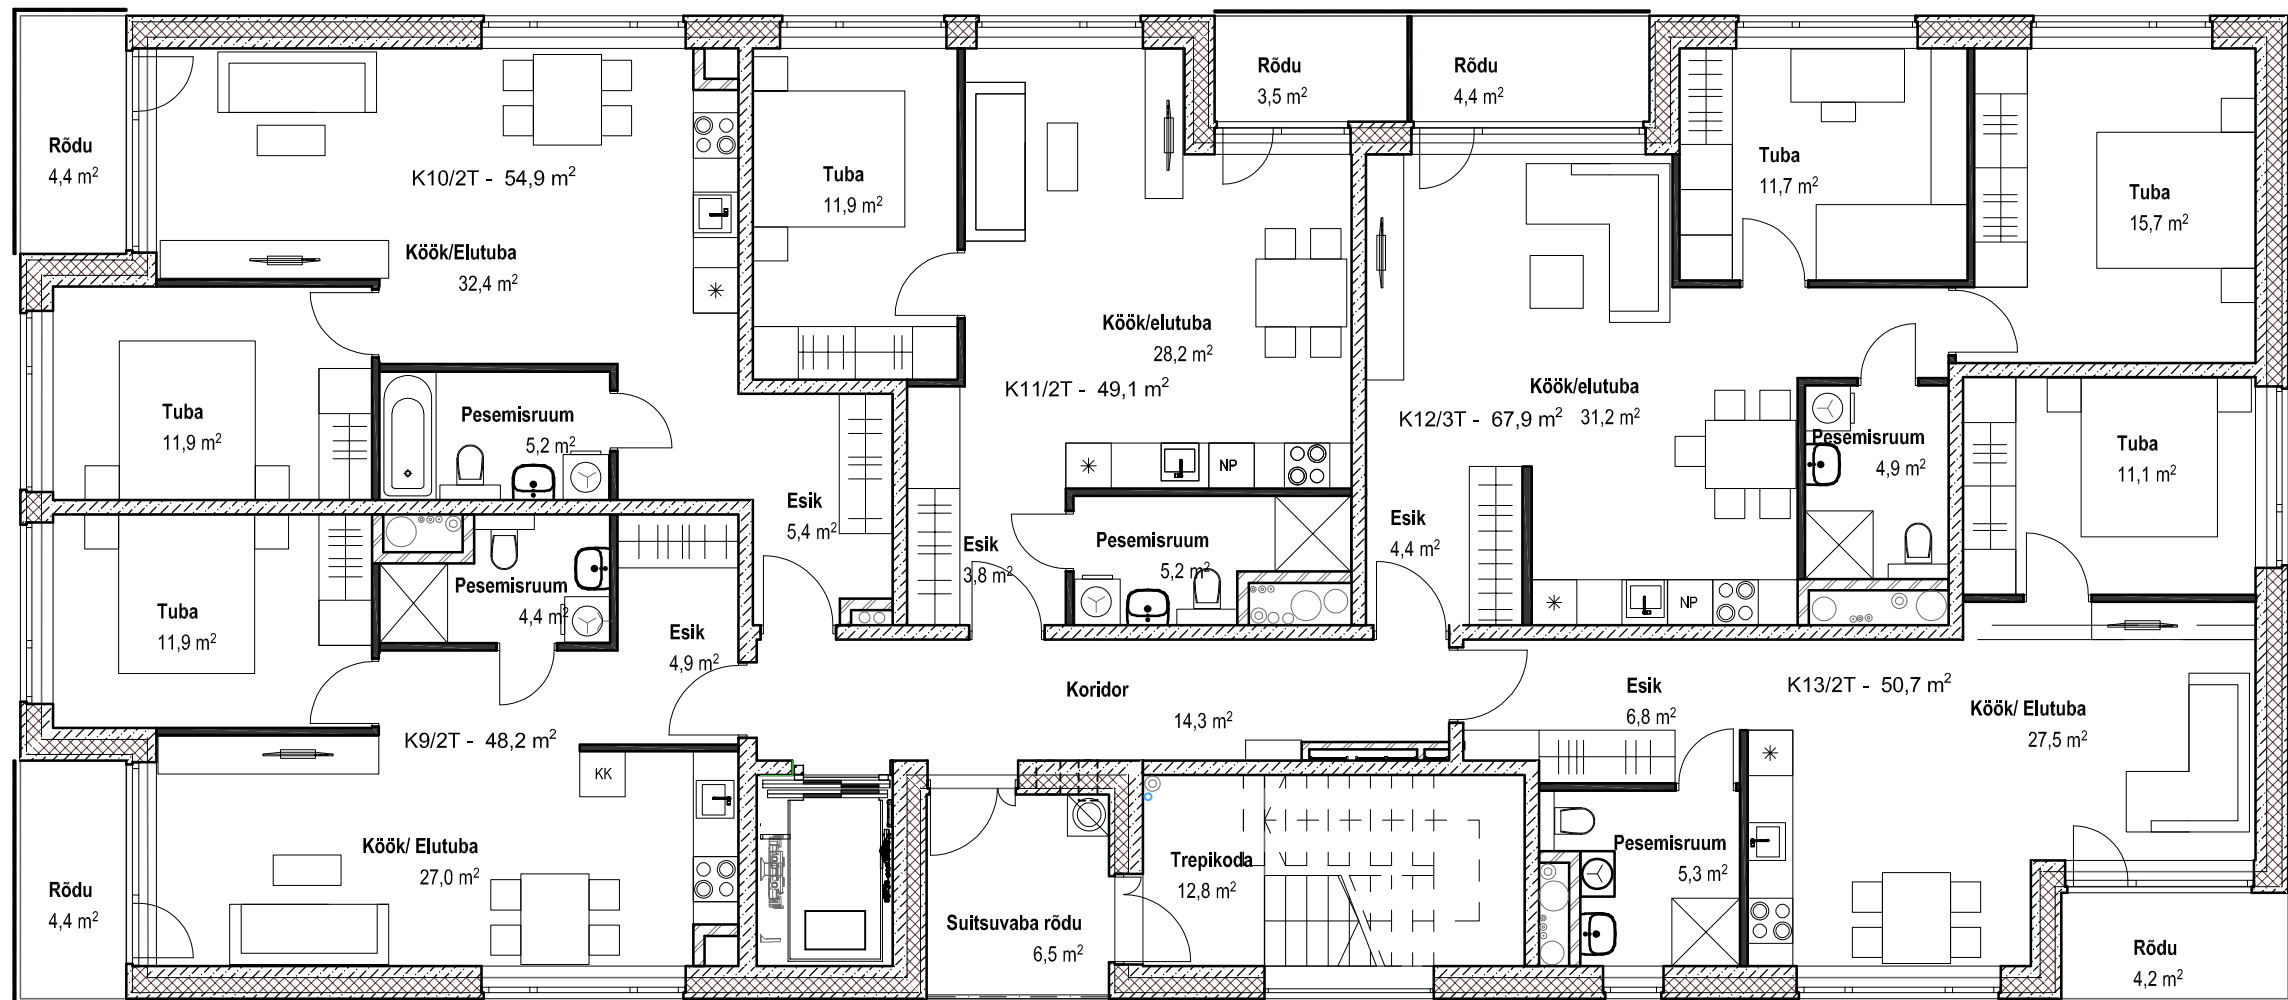 Rõdu
4,4 m²
K10/2T - 54,9 m²
Köök/Elutuba
32,4 m²
Tuba
11,9 m²
Rõdu
3,5 m²
Rõdu
4,4 m²
Tuba
11,7 m²
Tuba
15,7 m²
Köök/elutuba
28,2 m²
K11/2T - 49,1 m²
Köök/elutuba
K12/3T - 67,9 m²
31,2 m²
Tuba
11,9 m²
Pesemisruum
5,2 m²
Pesemisruum
4,9 m²
Tuba
11,1 m²
NP
Esik
5,4 m²
Esik
3,8 m²
Pesemisruum
5,2 m²
Esik
4,4 m²
NP
Tuba
11,9 m²
Pesemisruum
4,4 m²
Esik
4,9 m²
Koridor
14,3 m²
Esik
6,8 m²
K13/2T - 50,7 m²
Köök/ Elutuba
27,5 m²
K9/2T - 48,2 m²
KK
Köök/ Elutuba
27,0 m²
Rõdu
4,4 m²
Suitsuvaba rõdu
6,5 m²
Trepikoda
12,8 m²
Pesemisruum
5,3 m²
Rõdu
4,2 m²